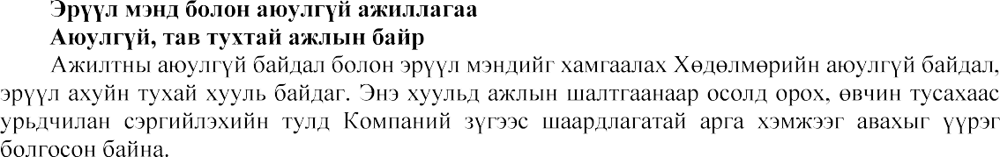 Эрүүл мэнд болон аюулгүй ажиллагаа
Аюулгүй, тав тухтай ажлын байр
Ажилтны аюулгүй байдал болон эрүүл мэндийг хамгаалах Хөдөлмөрийн аюулгүй байдал,
эрүүл ахуйн тухай хууль байдаг. Энэ хуульд ажлын шалтгаанаар осолд орох, өвчин тусахаас
урьдчилан сэргийлэхийн тулд Компаний зүгээс шаардлагатай арга хэмжээг авахыг үүрэг
болгосон байна.